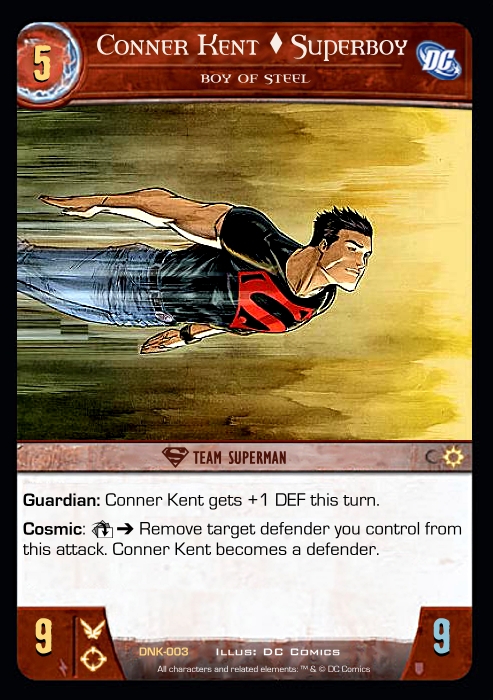 5
Conner Kent ♦ Superboy
DC
BOY OF STEEL
S
TEAM SUPERMAN
C
Guardian: Conner Kent gets +1 DEF this turn.
Cosmic: ➔ Remove target defender you control from
this attack. Conner Kent becomes a defender.
9
9
DNK-003 Illus: DC Comics
All characters and related elements: ™ & © DC Comics